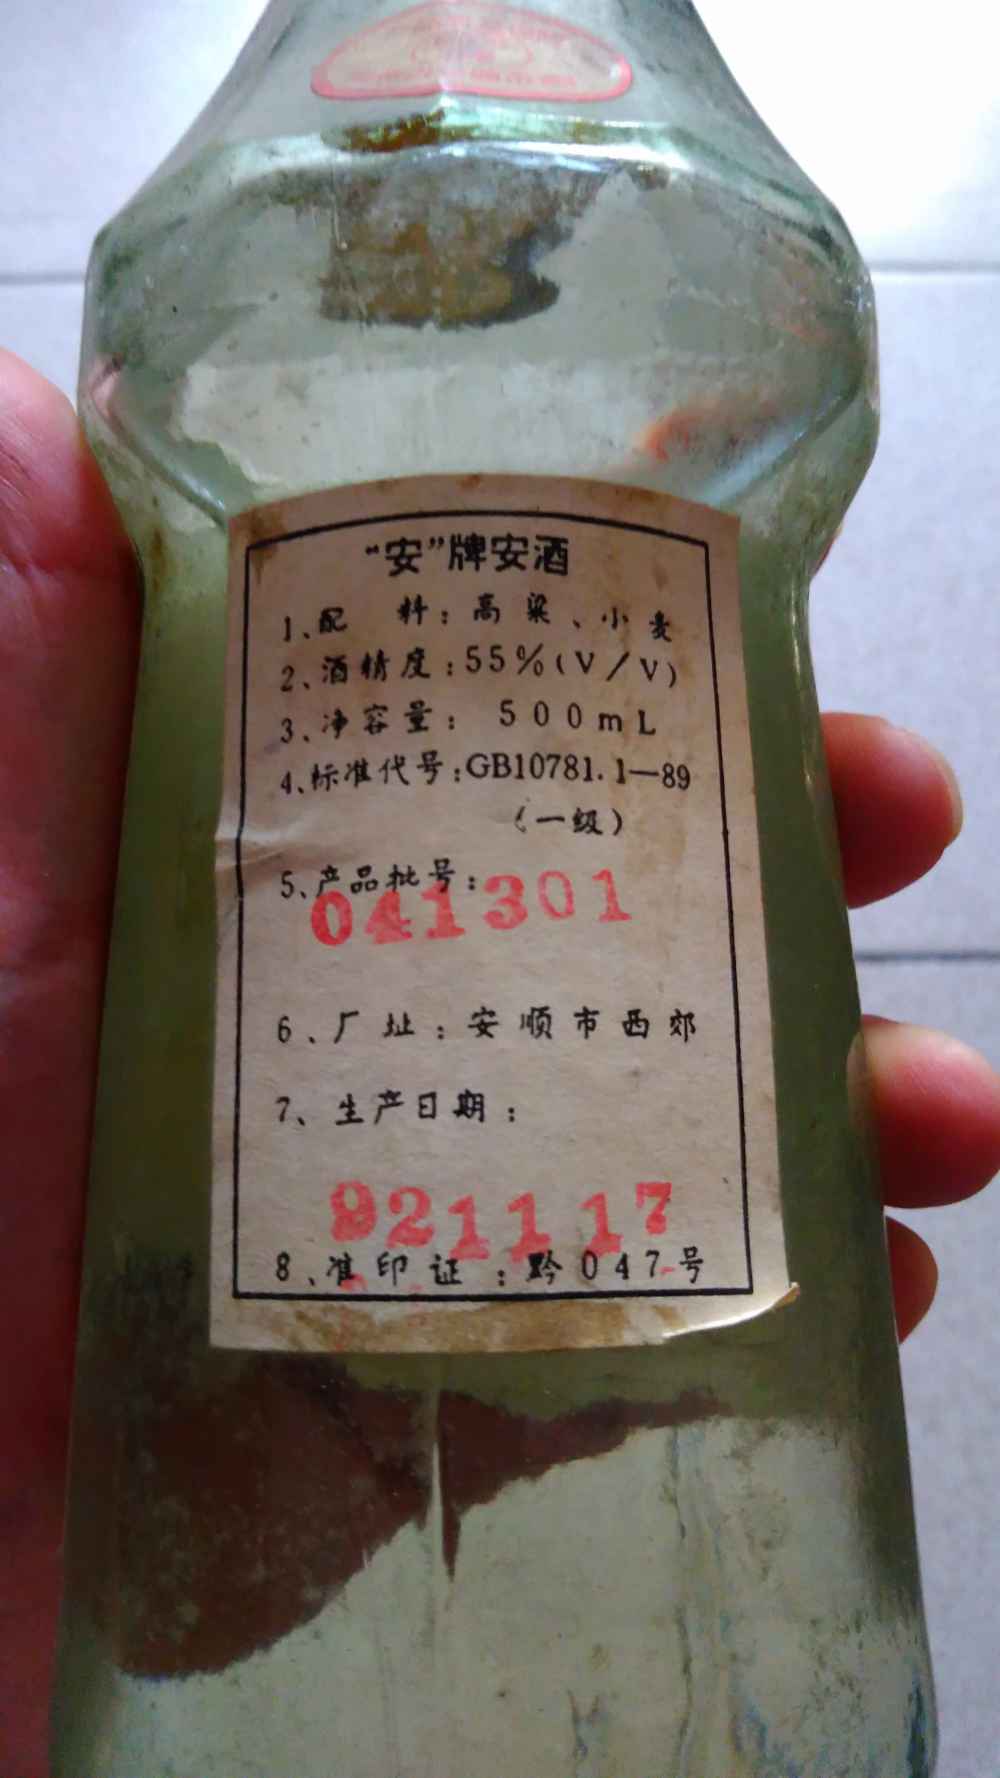 “安”牌安酒
1、配 料：高粱、小麦
2、酒精度：55%(V/V)
3、净容量：500mL
4、标准代号：GB10781.1—89
（一级）
5、产品批号：
041301
6、厂址：安顺市西郊
7、生产日期：
921117
8、准印证：黔047号